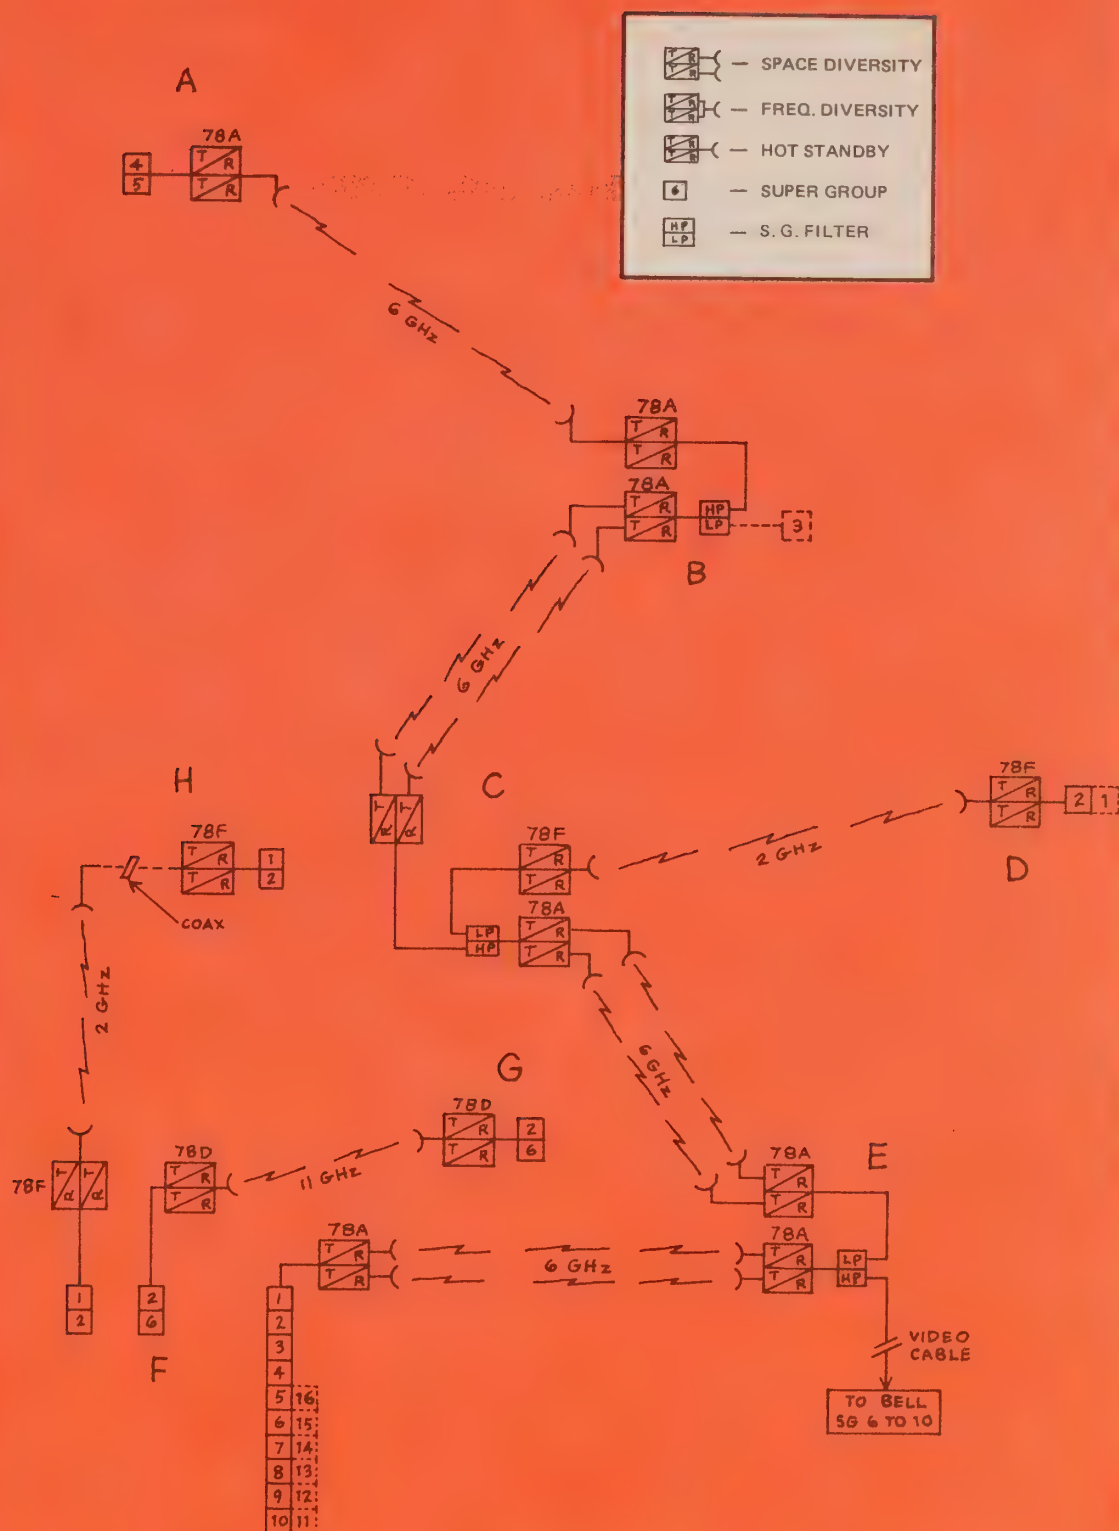 T R
T R
— SPACE DIVERSITY
T R
T R
— FREQ. DIVERSITY
T R
T R
— HOT STANDBY
6
— SUPER GROUP
HP
LP
— S.G. FILTER
A
78A
4
5
T R
T R
6 GHz
78A
T R
T R
78A
T R
T R
HP
LP
3
B
6 GHz
T R
T R
C
78F
T R
T R
2 GHz
78F
T R
T R
2 1
D
H
78F
T R
T R
1
2
COAX
2 GHz
LP
HP
78A
T R
T R
6 GHz
G
78D
T R
T R
2
6
11 GHz
78D
T R
T R
78F
T R
T R
1
2
2
6
F
78A
T R
T R
6 GHz
78A
T R
T R
E
78A
T R
T R
LP
HP
VIDEO
CABLE
TO BELL
SG 6 TO 10
1
2
3
4
5 16
6 15
7 14
8 13
9 12
10 11